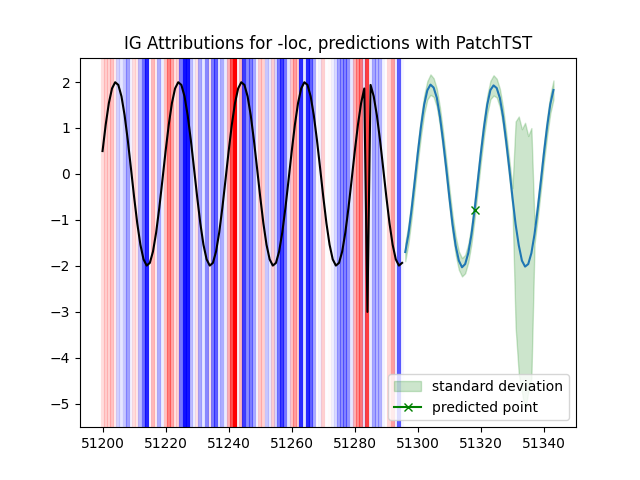 IG Attributions for -loc, predictions with PatchTST
2
1
0
−1
−2
−3
−4
−5
standard deviation
predicted point
51200 51220 51240 51260 51280 51300 51320 51340